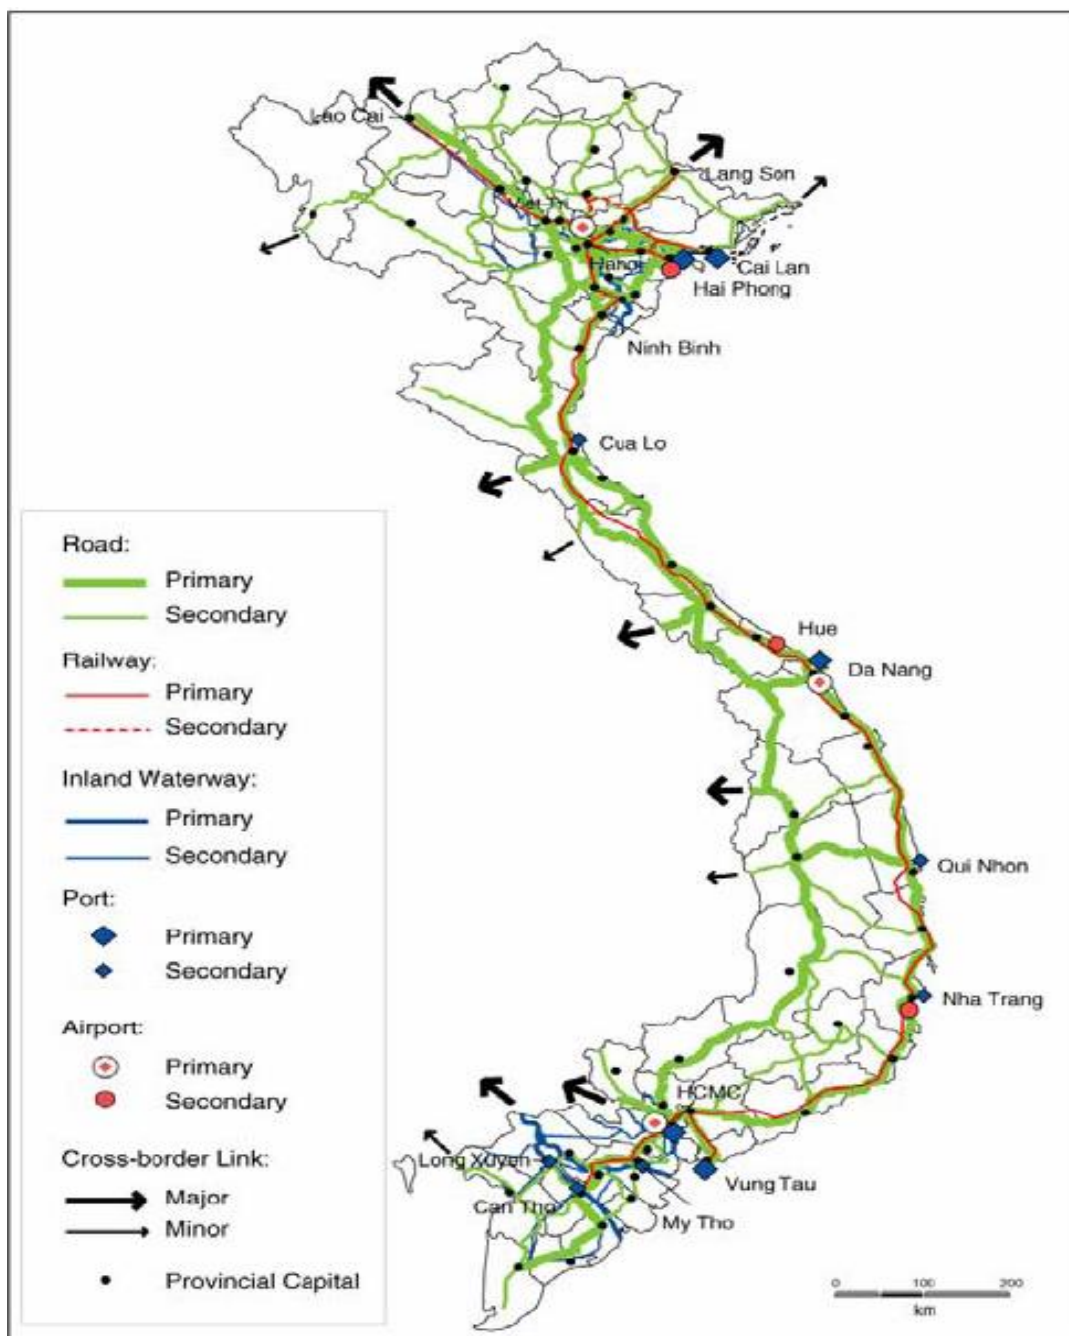 Lao Cai
Lang Son
Viet Tri
Hanoi
Cai Lan
Hai Phong
Ninh Binh
Cua Lo
Road:
Primary
Secondary
Railway:
Primary
Secondary
Inland Waterway:
Primary
Secondary
Port:
Primary
Secondary
Airport:
Primary
Secondary
Cross-border Link:
Major
Minor
Provincial Capital
Hue
Da Nang
Qui Nhon
Nha Trang
HCMC
Long Xuyen
Vung Tau
Can Tho
My Tho
0 100 200
km